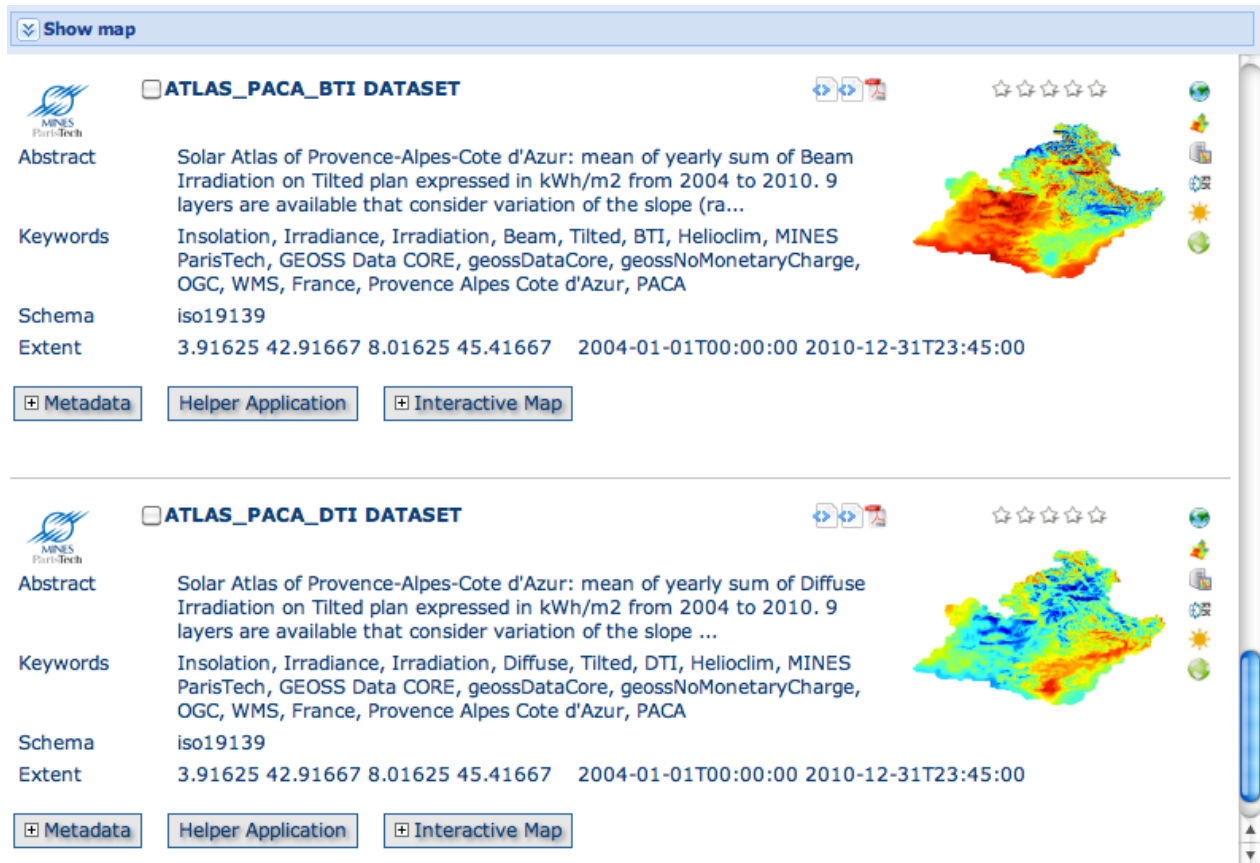 Show map
MINES
ParisTech
ATLAS_PACA_BTI DATASET
Abstract
Solar Atlas of Provence-Alpes-Cote d'Azur: mean of yearly sum of Beam
Irradiation on Tilted plan expressed in kWh/m2 from 2004 to 2010. 9
layers are available that consider variation of the slope (ra...
Keywords
Insolation, Irradiance, Irradiation, Beam, Tilted, BTI, Helioclim, MINES
ParisTech, GEOSS Data CORE, geossDataCore, geossNoMonetaryCharge,
OGC, WMS, France, Provence Alpes Cote d'Azur, PACA
Schema
iso19139
Extent
3.91625 42.91667 8.01625 45.41667 2004-01-01T00:00:00 2010-12-31T23:45:00
Metadata
Helper Application
Interactive Map
MINES
ParisTech
ATLAS_PACA_DTI DATASET
Abstract
Solar Atlas of Provence-Alpes-Cote d'Azur: mean of yearly sum of Diffuse
Irradiation on Tilted plan expressed in kWh/m2 from 2004 to 2010. 9
layers are available that consider variation of the slope ...
Keywords
Insolation, Irradiance, Irradiation, Diffuse, Tilted, DTI, Helioclim, MINES
ParisTech, GEOSS Data CORE, geossDataCore, geossNoMonetaryCharge,
OGC, WMS, France, Provence Alpes Cote d'Azur, PACA
Schema
iso19139
Extent
3.91625 42.91667 8.01625 45.41667 2004-01-01T00:00:00 2010-12-31T23:45:00
Metadata
Helper Application
Interactive Map